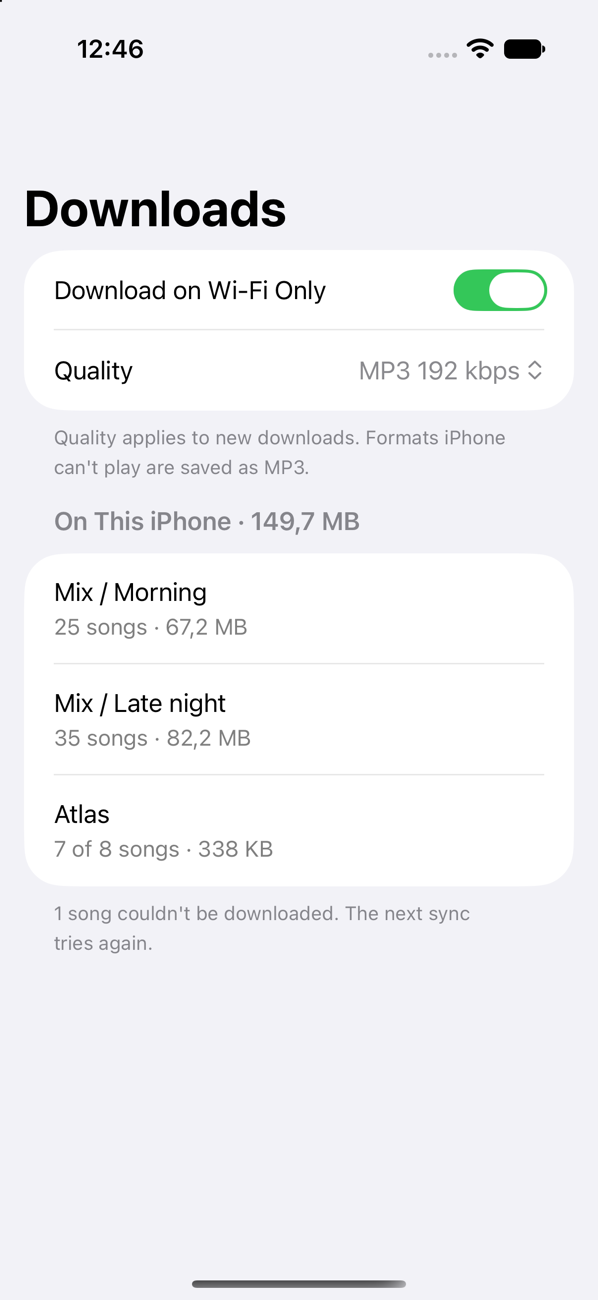 12:46
Downloads
Download on Wi-Fi Only
Quality MP3 192 kbps
Quality applies to new downloads. Formats iPhone
can't play are saved as MP3.
On This iPhone · 149,7 MB
Mix / Morning
25 songs · 67,2 MB
Mix / Late night
35 songs · 82,2 MB
Atlas
7 of 8 songs · 338 KB
1 song couldn't be downloaded. The next sync
tries again.